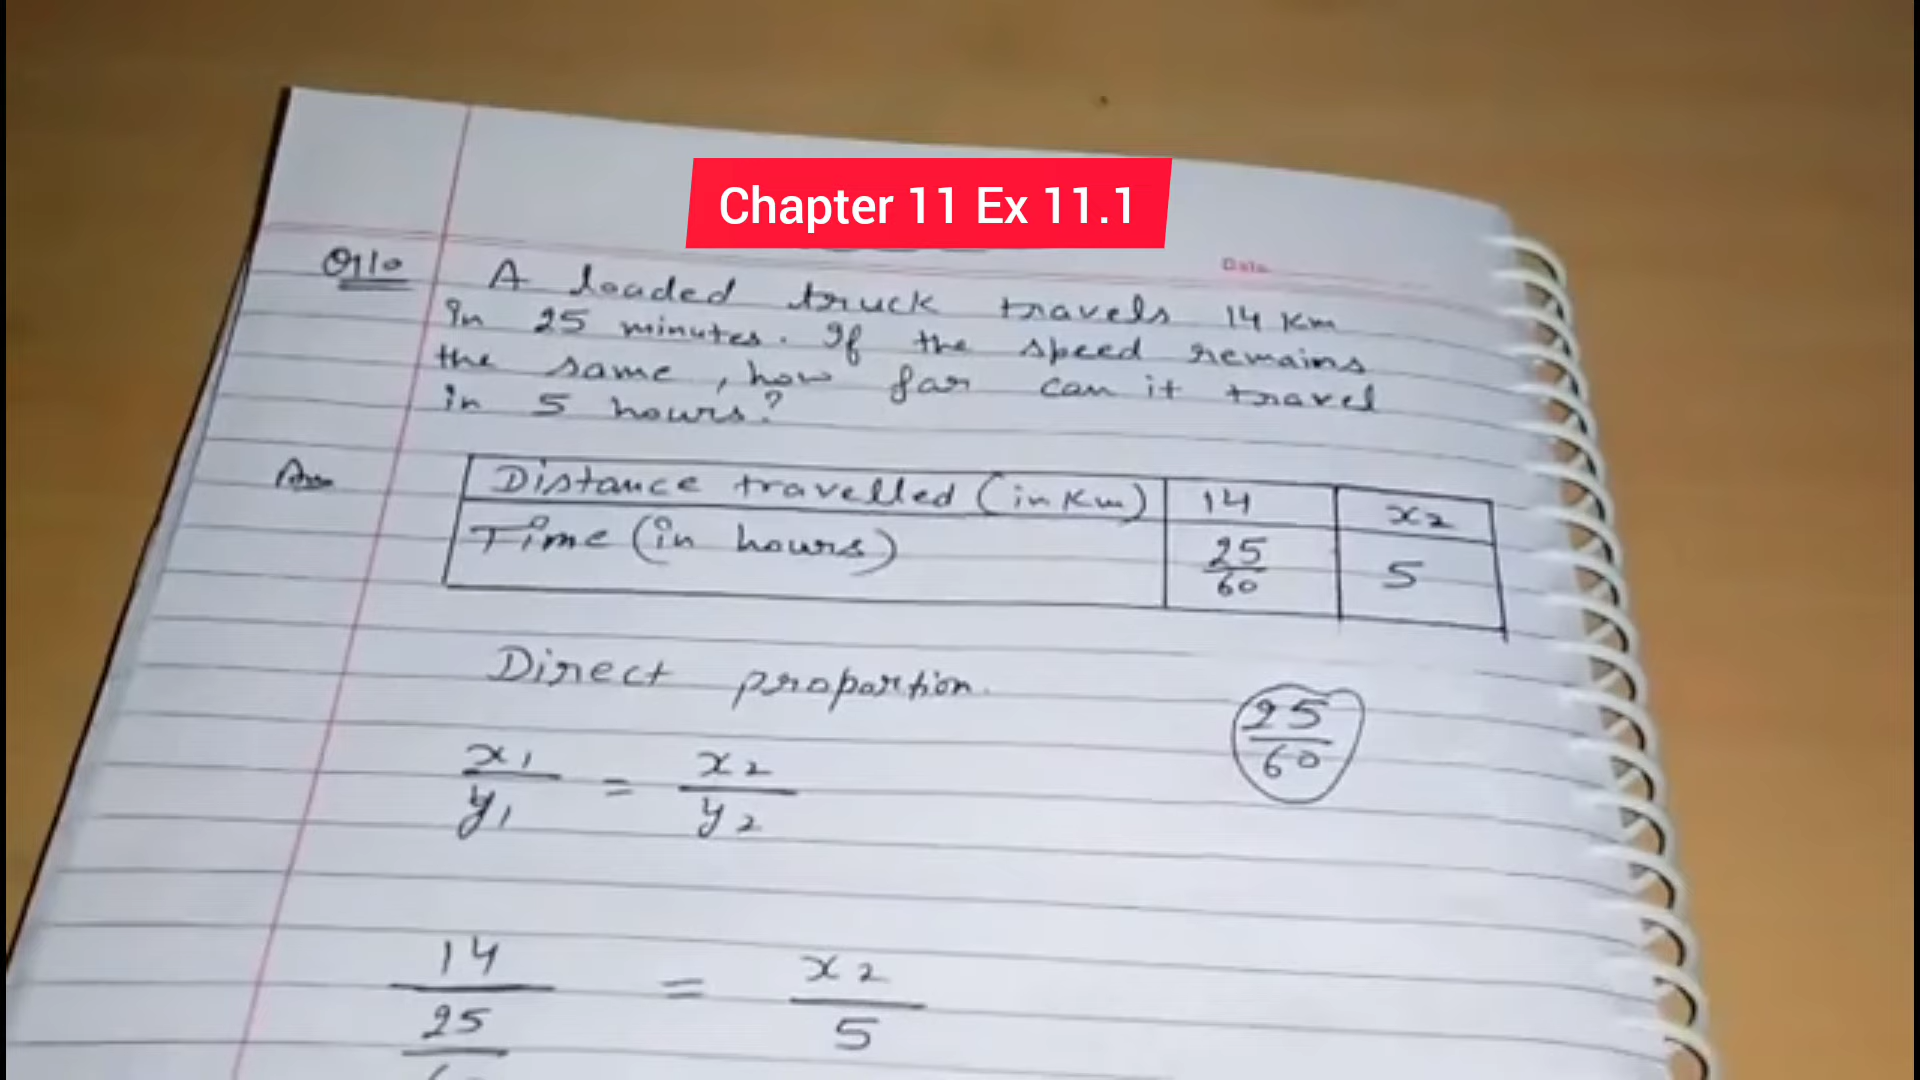 Chapter 11 Ex 11.1
Date
Q10 A loaded truck travels 14 Km
in 25 minutes. If the speed remains
the same, how far can it travel
in 5 hours?
Ans
Distance travelled (in Km) 14 x2
Time (in hours) 25/60 5
Direct proportion.
25/60
x1/y1 = x2/y2
14/25 = x2/5